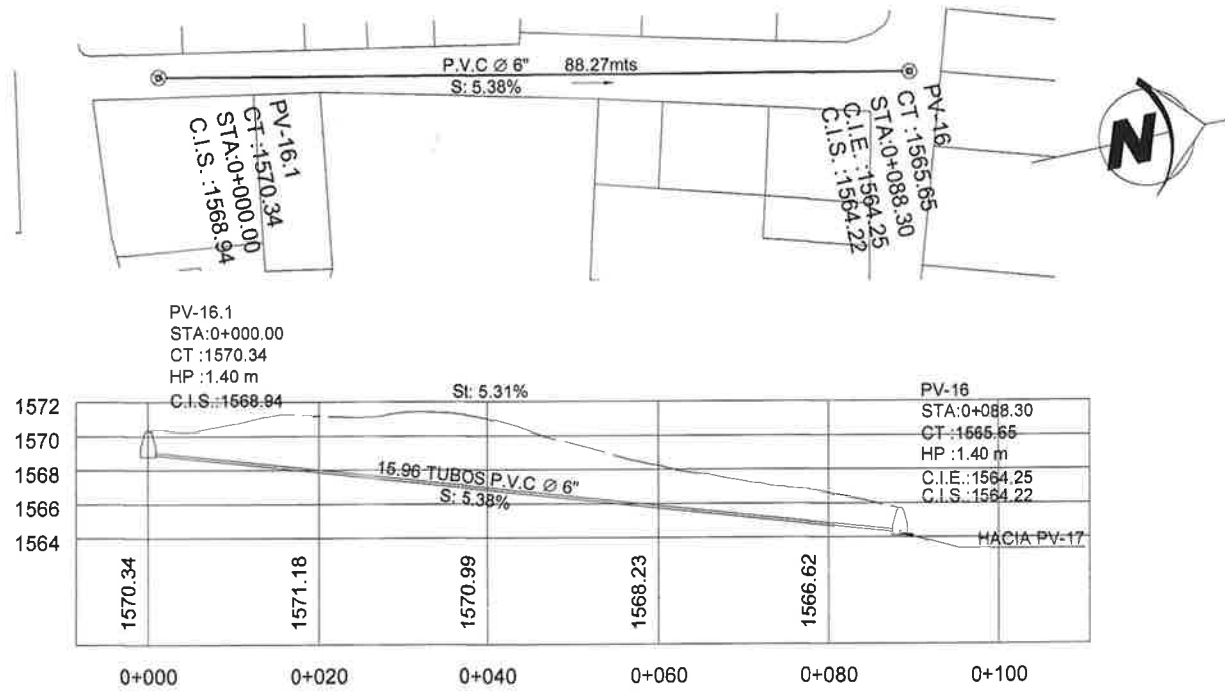 P.V.C Ø 6" 88.27mts
S: 5.38%
PV-16.1
CT :1570.34
STA:0+000.00
C.I.S. :1568.94
PV-16
CT :1565.65
STA:0+088.30
C.I.E. :1564.25
C.I.S. :1564.22
N
PV-16.1
STA:0+000.00
CT :1570.34
HP :1.40 m
C.I.S.:1568.94
St: 5.31%
PV-16
STA:0+088.30
CT :1565.65
HP :1.40 m
C.I.E.:1564.25
C.I.S.:1564.22
1572
1570
1568
1566
1564
15.96 TUBOS P.V.C Ø 6"
S: 5.38%
HACIA PV-17
1570.34
1571.18
1570.99
1568.23
1566.62
0+000
0+020
0+040
0+060
0+080
0+100